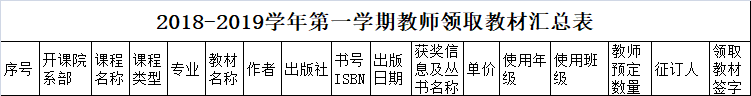 2018-2019学年第一学期教师领取教材汇总表
序号 开课院系部 课程名称 课程类型 专业 教材名称 作者 出版社 书号ISBN 出版日期 获奖信息及丛书名称 单价 使用年级 使用班级 教师预定数量 征订人 领取教材签字